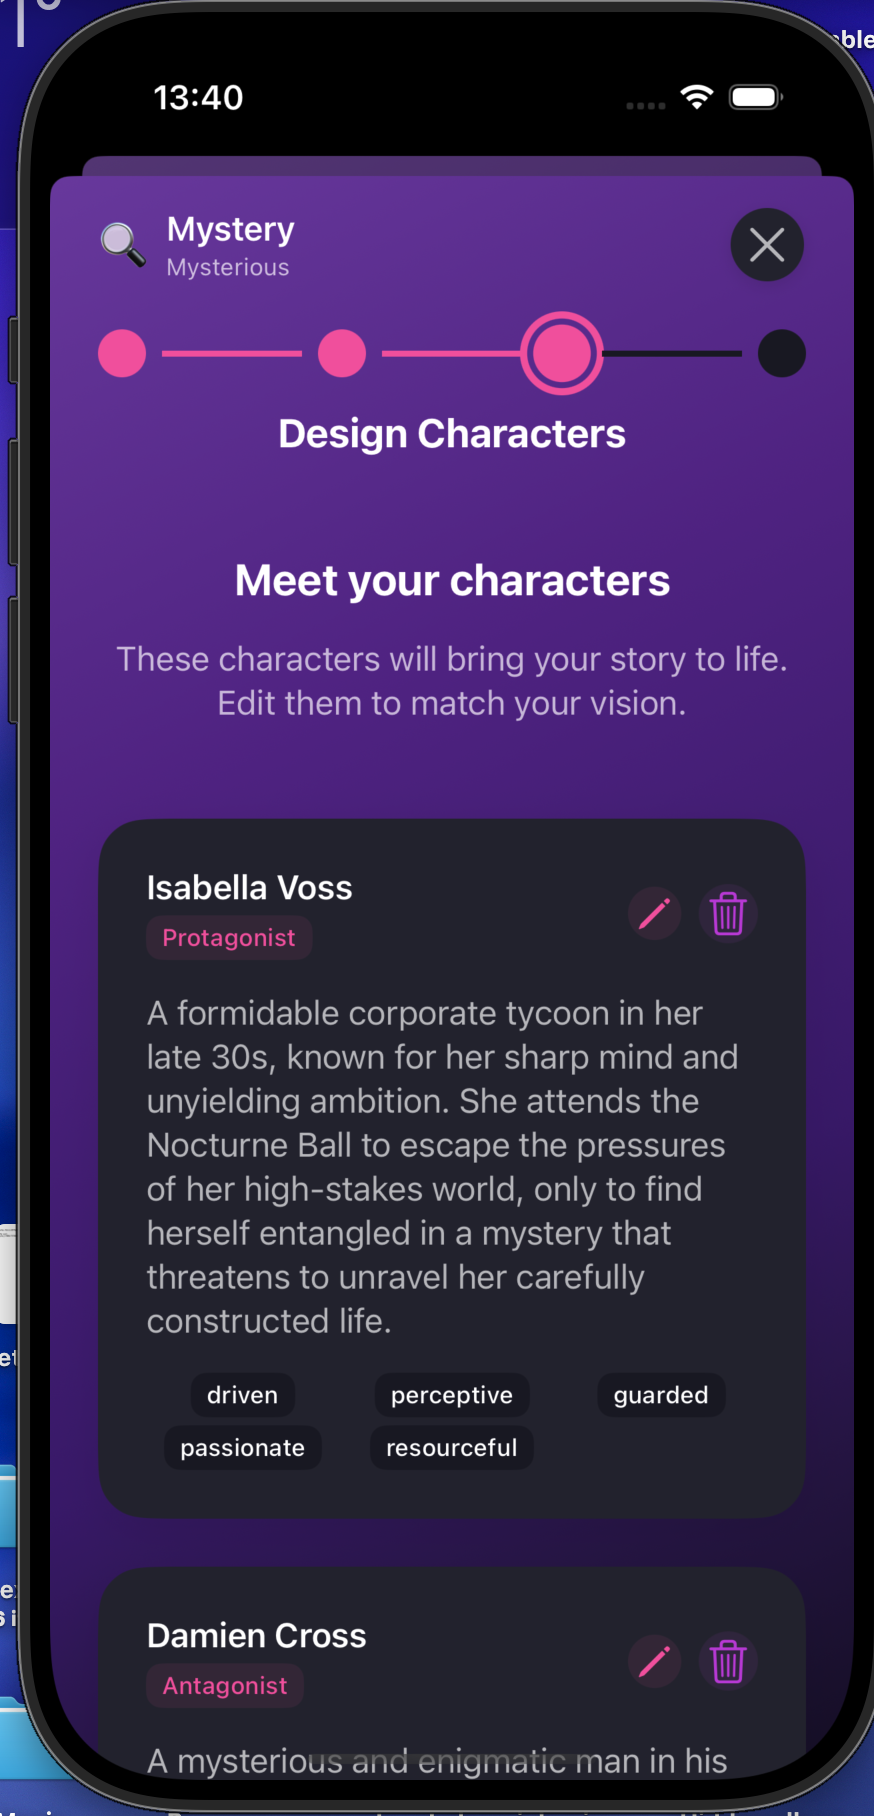 13:40
Mystery
Mysterious
Design Characters
Meet your characters
These characters will bring your story to life.
Edit them to match your vision.
Isabella Voss
Protagonist
A formidable corporate tycoon in her
late 30s, known for her sharp mind and
unyielding ambition. She attends the
Nocturne Ball to escape the pressures
of her high-stakes world, only to find
herself entangled in a mystery that
threatens to unravel her carefully
constructed life.
driven perceptive guarded
passionate resourceful
Damien Cross
Antagonist
A mysterious and enigmatic man in his